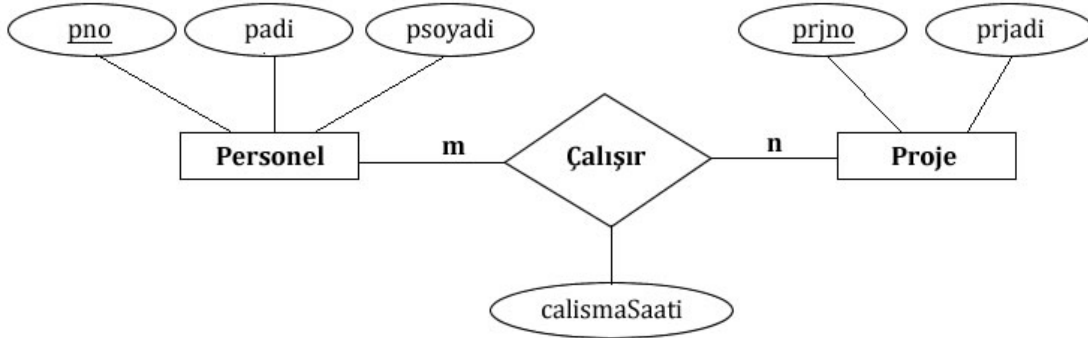 pno padi psoyadi prjno prjadi
Personel m Çalışır n Proje
calismaSaati